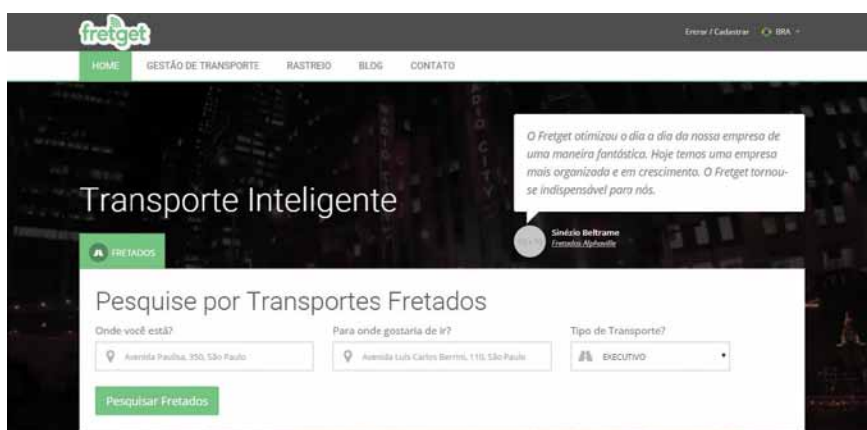 fretget
Entrar / Cadastrar
BRA
HOME
GESTÃO DE TRANSPORTE
RASTREIO
BLOG
CONTATO
RADIO CITY
O Fretget otimizou o dia a dia da nossa empresa de
uma maneira fantástica. Hoje temos uma empresa
mais organizada e em crescimento. O Fretget tornou-
se indispensável para nós.
Transporte Inteligente
Sinézio Beltrame
Fretados Alphaville
FRETADOS
Pesquise por Transportes Fretados
Onde você está?
Para onde gostaria de ir?
Tipo de Transporte?
Avenida Paulista, 350, São Paulo
Avenida Luís Carlos Berrini, 110, São Paulo
EXECUTIVO
Pesquisar Fretados